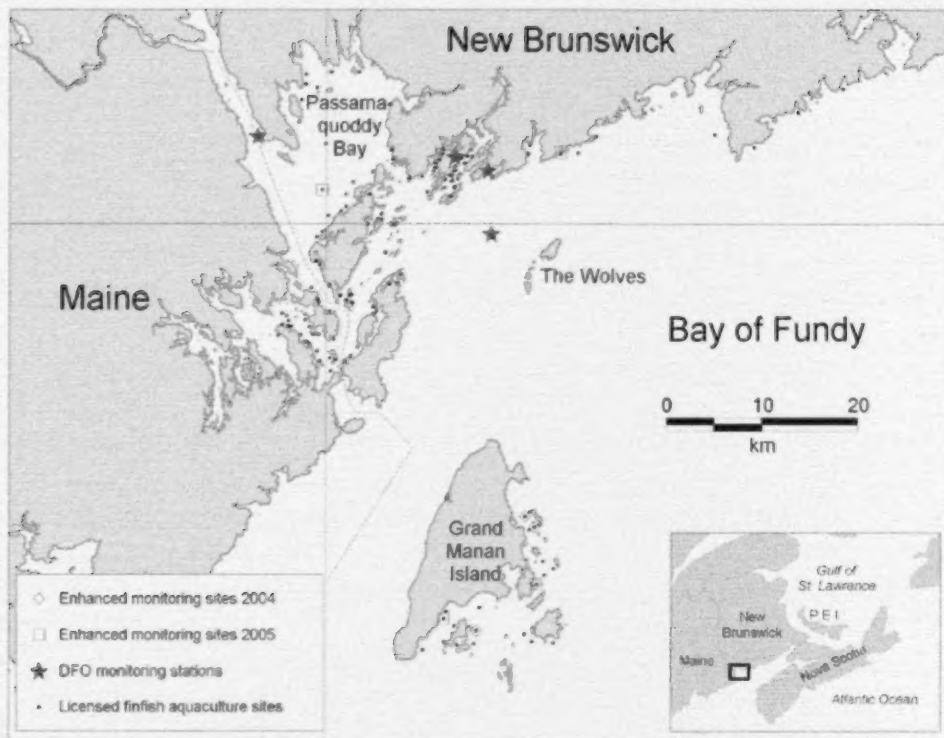 New Brunswick
Passama-
quoddy
Bay
The Wolves
Maine
Bay of Fundy
0 10 20
km
Grand
Manan
Island
Enhanced monitoring sites 2004
Enhanced monitoring sites 2005
DFO monitoring stations
Licensed finfish aquaculture sites
Gulf of
St. Lawrence
P E I
New
Brunswick
Maine
Nova Scotia
Atlantic Ocean